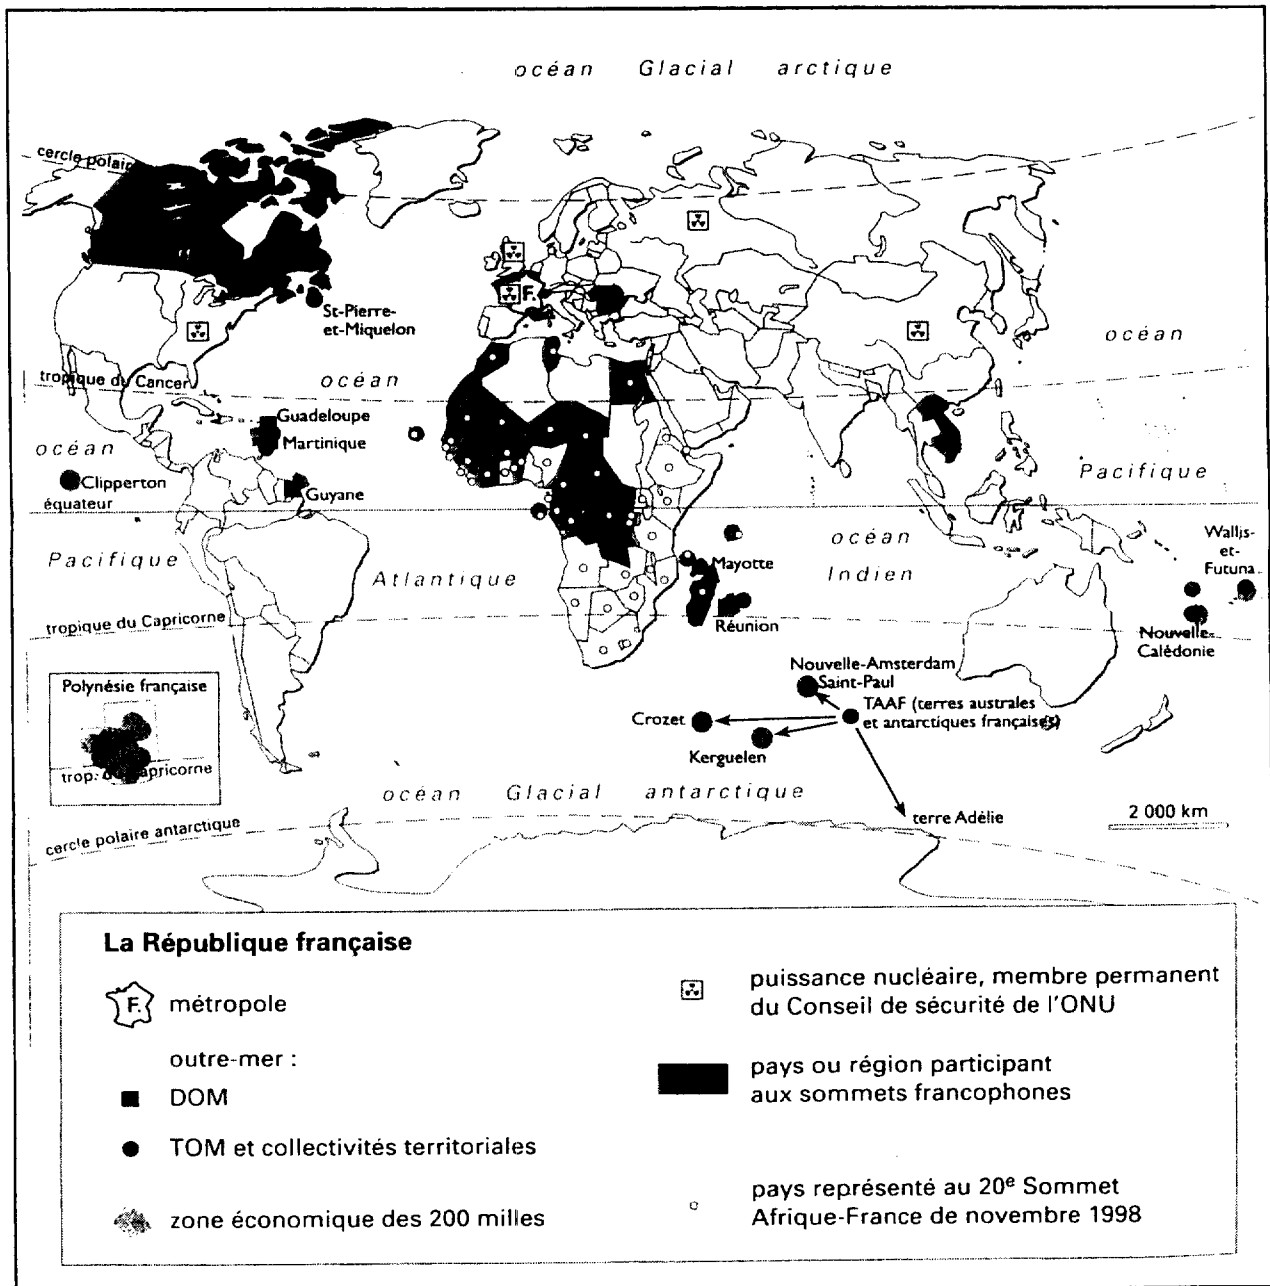 océan Glacial arctique
cercle polaire
St-Pierre-
et-Miquelon
océan
tropique du Cancer
océan
Guadeloupe
Martinique
océan
Clipperton
Pacifique
Guyane
équateur
Wallis-
et-
Futuna
océan
Indien
Pacifique
Atlantique
Mayotte
tropique du Capricorne
Réunion
Nouvelle-
Calédonie
Nouvelle-Amsterdam
Saint-Paul
Polynésie française
TAAF (terres australes
et antarctiques françaises)
Crozet
Kerguelen
trop. du Capricorne
océan Glacial antarctique
2 000 km
terre Adélie
cercle polaire antarctique
F.
La République française
F. métropole
outre-mer :
DOM
TOM et collectivités territoriales
zone économique des 200 milles
puissance nucléaire, membre permanent
du Conseil de sécurité de l'ONU
pays ou région participant
aux sommets francophones
pays représenté au 20e Sommet
Afrique-France de novembre 1998